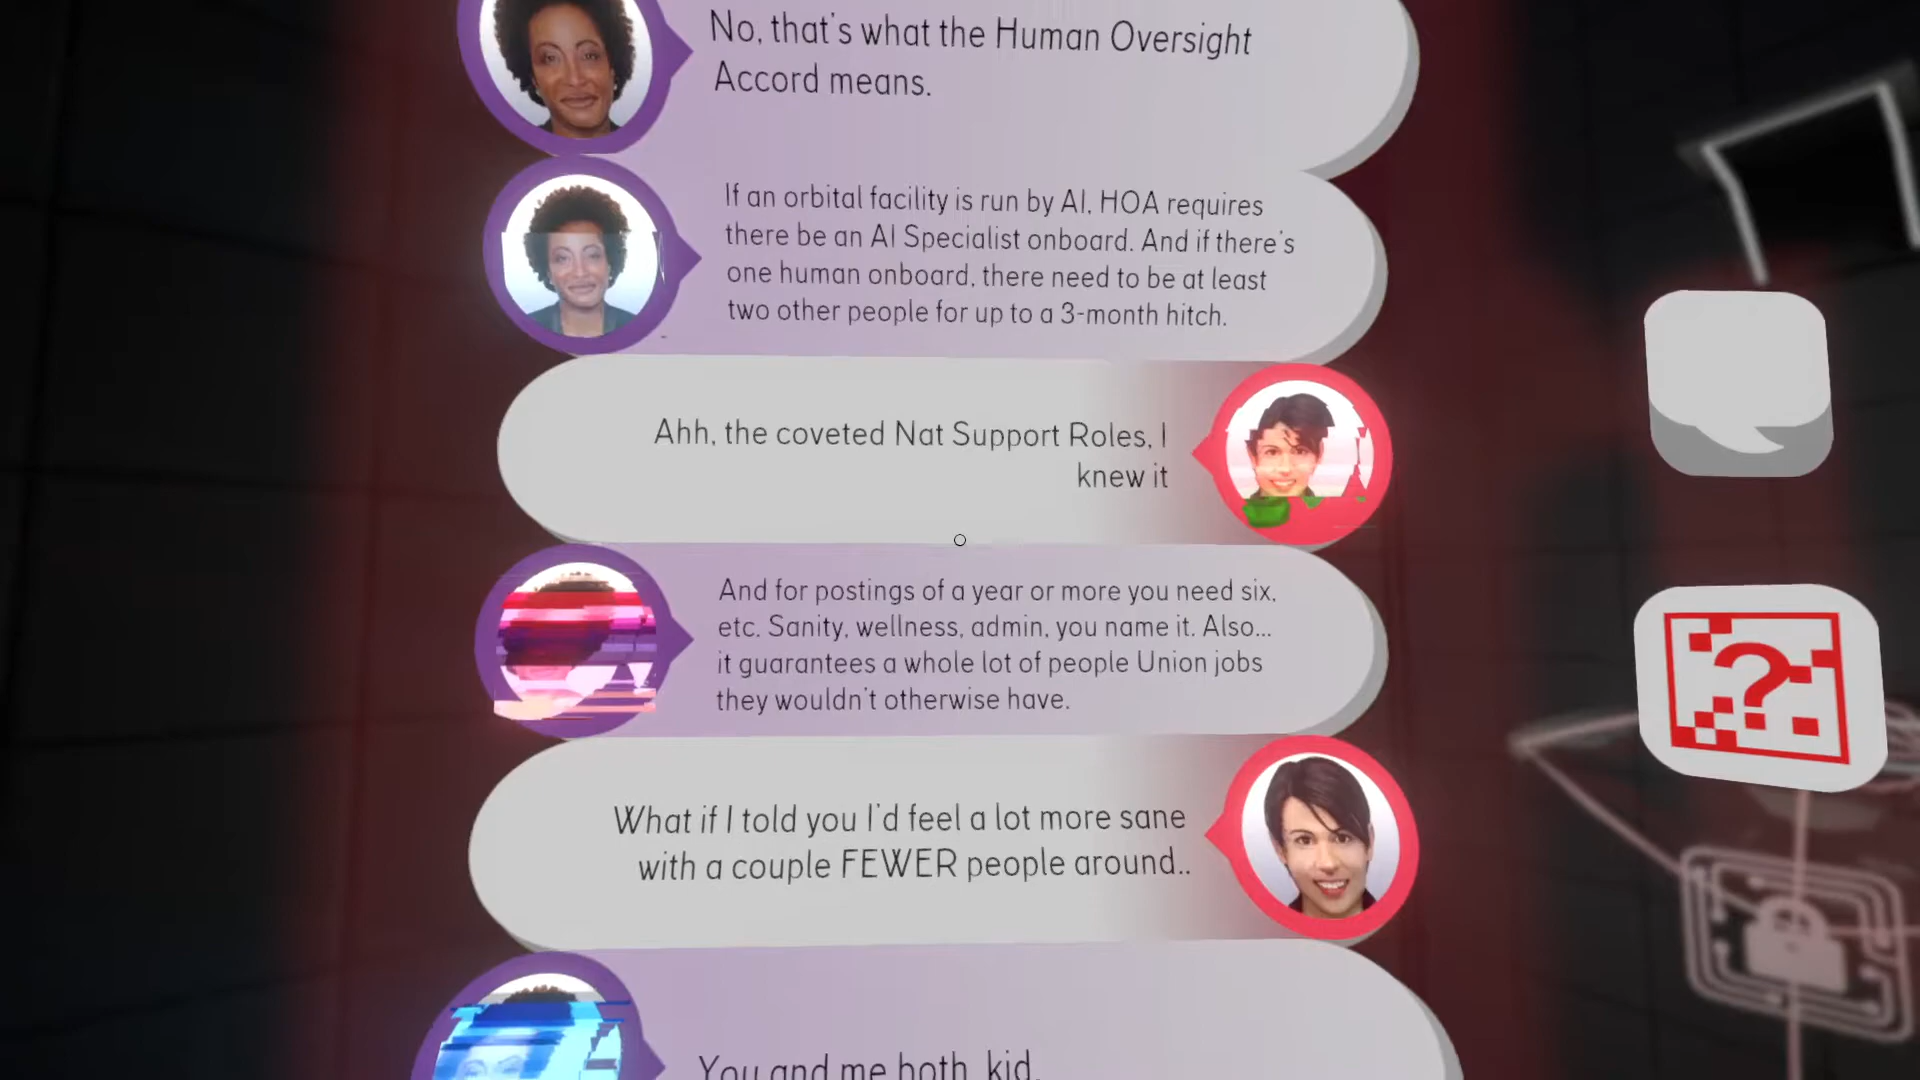 No, that's what the Human Oversight
Accord means.
If an orbital facility is run by AI, HOA requires
there be an AI Specialist onboard. And if there's
one human onboard, there need to be at least
two other people for up to a 3-month hitch.
Ahh, the coveted Nat Support Roles, I
knew it
And for postings of a year or more you need six,
etc. Sanity, wellness, admin, you name it. Also...
it guarantees a whole lot of people Union jobs
they wouldn't otherwise have.
What if I told you I'd feel a lot more sane
with a couple FEWER people around..
You and me both, kid.
?